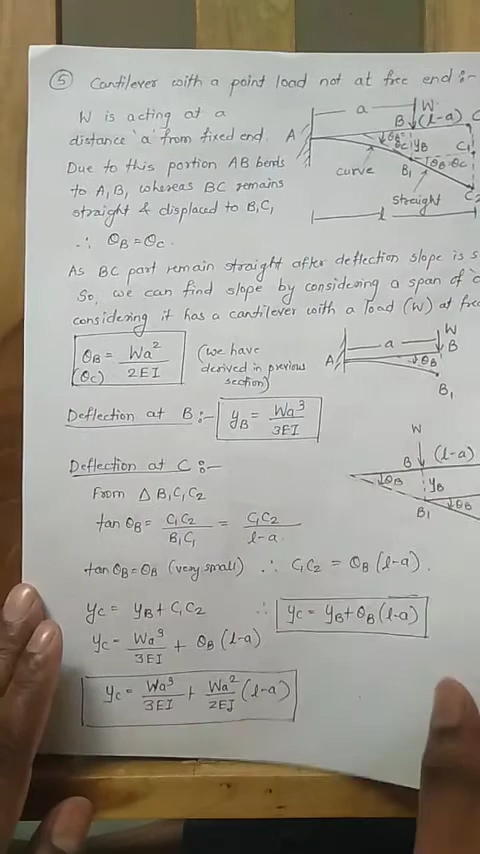 ⑤ Cantilever with a point load not at free end :-
W is acting at a
distance 'a' from fixed end.
Due to this portion AB bends
to A, B, whereas BC remains
straight & displaced to B, C,
∴ θB = θC.
a
W
B
(l-a)
C
A
θB=
θC
yB
C1
B1
θB=θC
curve
straight
C2
l
As BC part remain straight after deflection slope is s
So, we can find slope by considering a span of 'a
considering it has a cantilever with a load (W) at free
θB = Wa²/2EI
(θC)
(we have
derived in previous
section)
a
W
A
B
θB
B1
Deflection at B :- yB = Wa³/3EI
Deflection at C :-
W
B
(l-a)
θB
yB
B1
θB
From Δ B1C1C2
tan θB = C1C2/B1C1 = C1C2/l-a
tan θB = θB (very small) ∴ C1C2 = θB (l-a).
yC = yB + C1C2 ∴ yC = yB + θB (l-a)
yC = Wa³/3EI + θB (l-a)
yC = Wa³/3EI + Wa²/2EI (l-a)